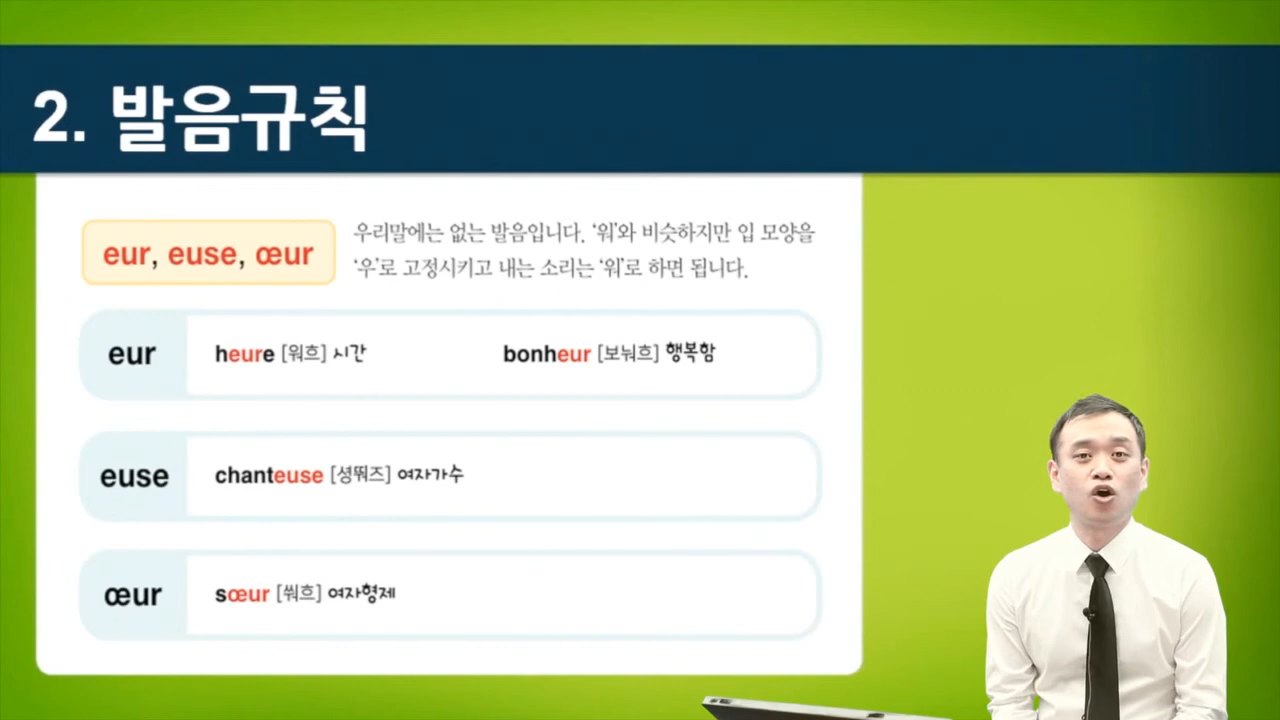 2. 발음규칙
eur, euse, œur
우리말에는 없는 발음입니다. ‘워’와 비슷하지만 입 모양을
‘우’로 고정시키고 내는 소리는 ‘워’로 하면 됩니다.
eur
heure [워흐] 시간
bonheur [보눠흐] 행복함
euse
chanteuse [셩뚸즈] 여자가수
œur
sœur [쒀흐] 여자형제